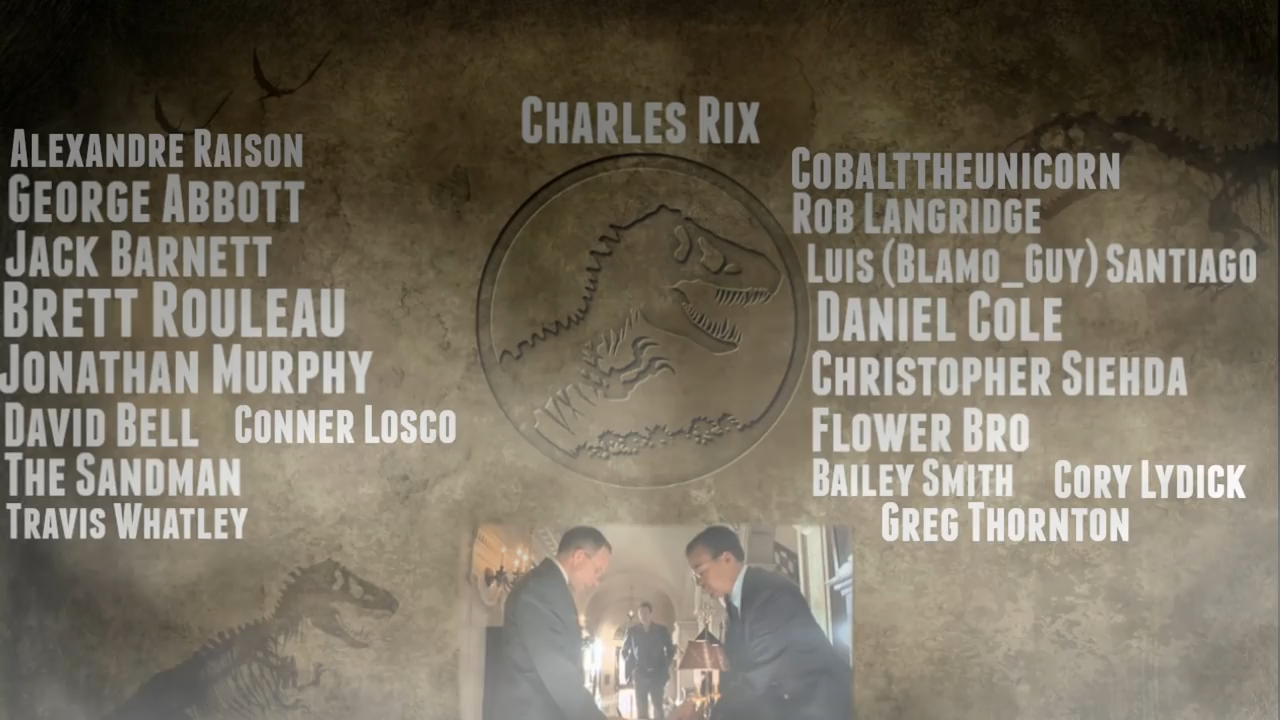 Charles Rix
Alexandre Raison
George Abbott
Jack Barnett
Brett Rouleau
Jonathan Murphy
David Bell
Conner Losco
The Sandman
Travis Whatley
Cobalttheunicorn
Rob Langridge
Luis (Blamo_Guy) Santiago
Daniel Cole
Christopher Siehda
Flower Bro
Bailey Smith
Cory Lydick
Greg Thornton